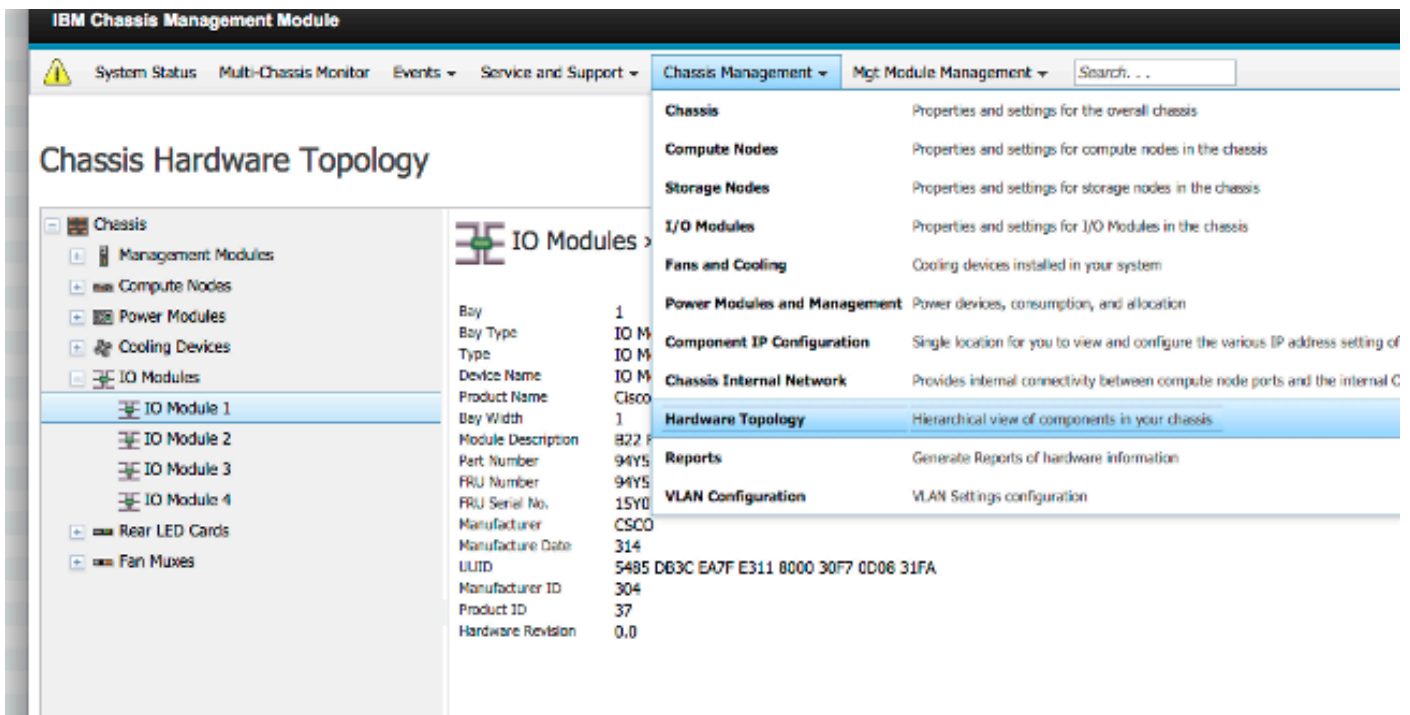 IBM Chassis Management Module
System Status Multi-Chassis Monitor Events Service and Support Chassis Management Mgt Module Management Search. . .
Chassis Hardware Topology
Chassis
Management Modules
Compute Nodes
Power Modules
Cooling Devices
IO Modules
IO Module 1
IO Module 2
IO Module 3
IO Module 4
Rear LED Cards
Fan Muxes
IO Modules >
Bay 1
Bay Type IO M
Type IO M
Device Name IO M
Product Name Cisco
Bay Width 1
Module Description B22 F
Part Number 94Y5
FRU Number 94Y5
FRU Serial No. 15Y0
Manufacturer CSCO
Manufacture Date 314
UUID 5485 DB3C EA7F E311 8000 30F7 0D08 31FA
Manufacturer ID 304
Product ID 37
Hardware Revision 0.0
Chassis Properties and settings for the overall chassis
Compute Nodes Properties and settings for compute nodes in the chassis
Storage Nodes Properties and settings for storage nodes in the chassis
I/O Modules Properties and settings for I/O Modules in the chassis
Fans and Cooling Cooling devices installed in your system
Power Modules and Management Power devices, consumption, and allocation
Component IP Configuration Single location for you to view and configure the various IP address setting of
Chassis Internal Network Provides internal connectivity between compute node ports and the internal C
Hardware Topology Hierarchical view of components in your chassis
Reports Generate Reports of hardware information
VLAN Configuration VLAN Settings configuration